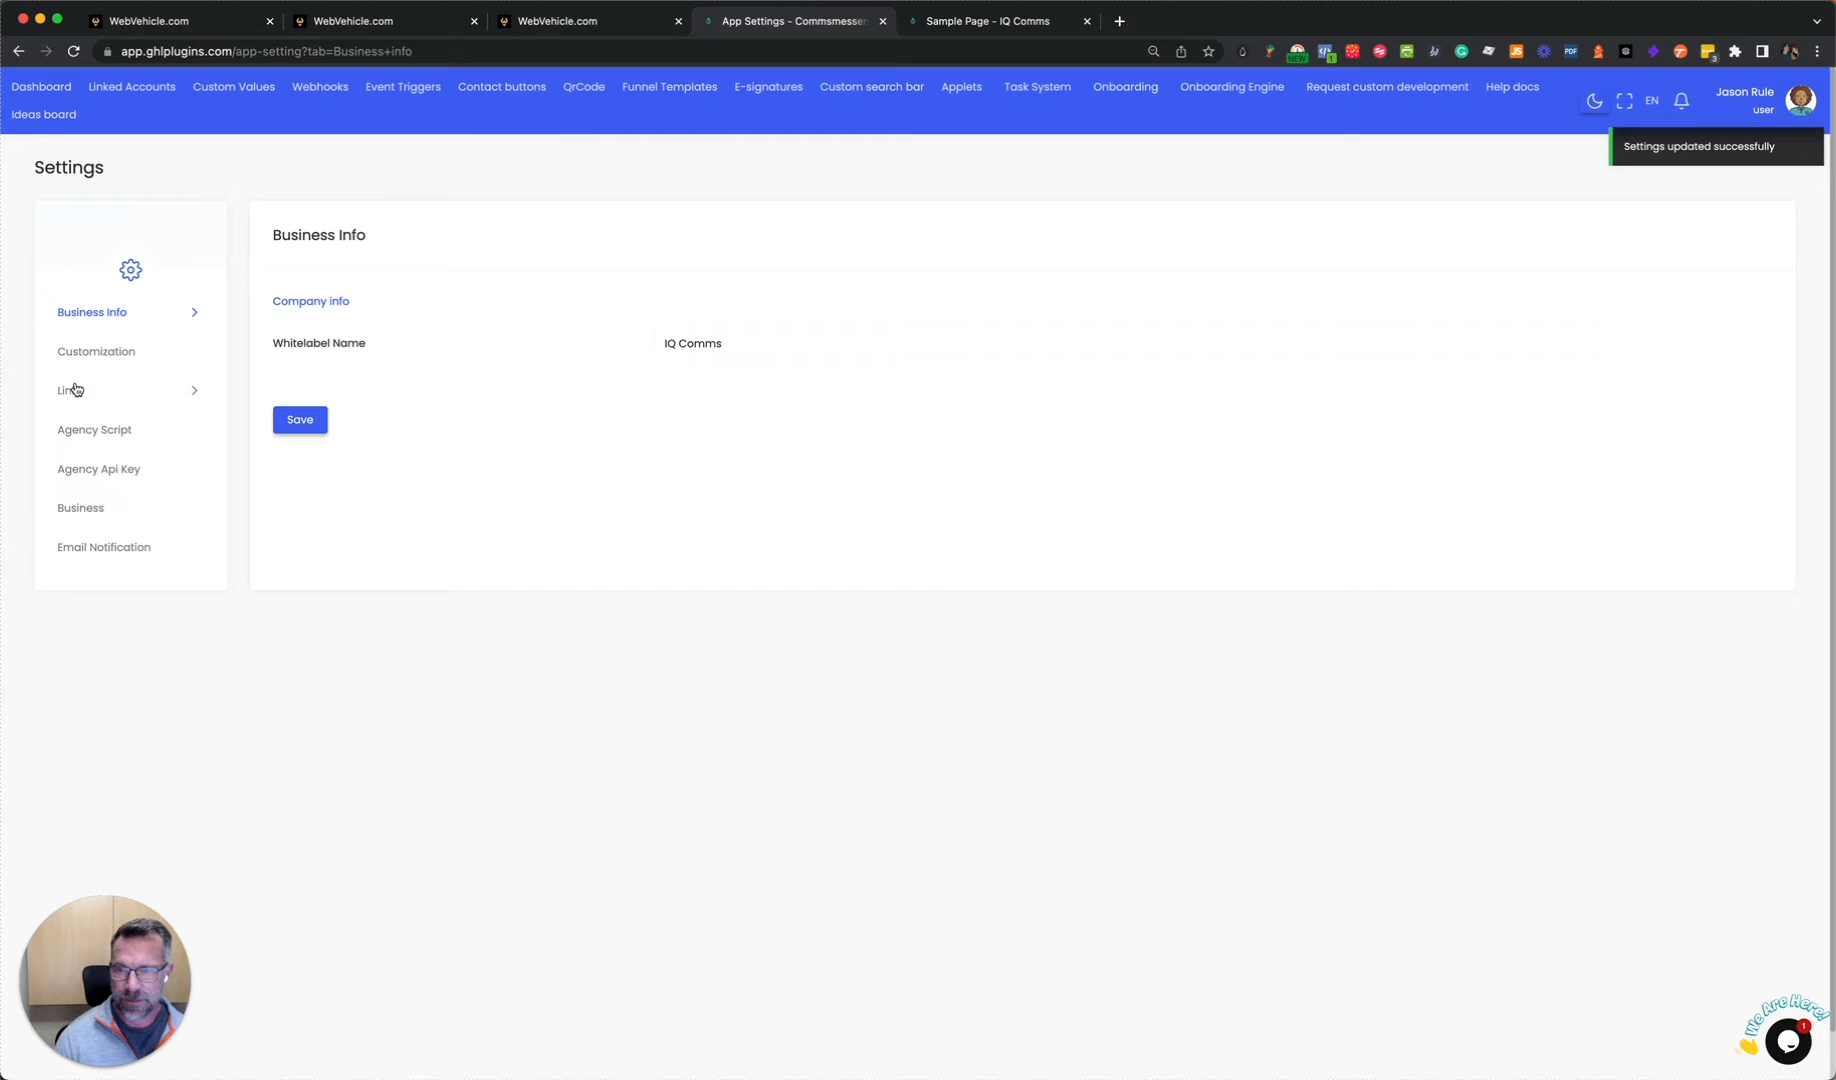 WebVehicle.com
WebVehicle.com
WebVehicle.com
App Settings - Commsmessen
Sample Page - IQ Comms
app.ghlplugins.com/app-setting?tab=Business+info
Dashboard Linked Accounts Custom Values Webhooks Event Triggers Contact buttons QrCode Funnel Templates E-signatures Custom search bar Applets Task System Onboarding Onboarding Engine Request custom development Help docs
Ideas board
EN
Jason Rule
user
Settings updated successfully
Settings
Business Info
Customization
Agency Script
Agency Api Key
Business
Email Notification
Business Info
Company info
Whitelabel Name
IQ Comms
Save
We Are Here!
1